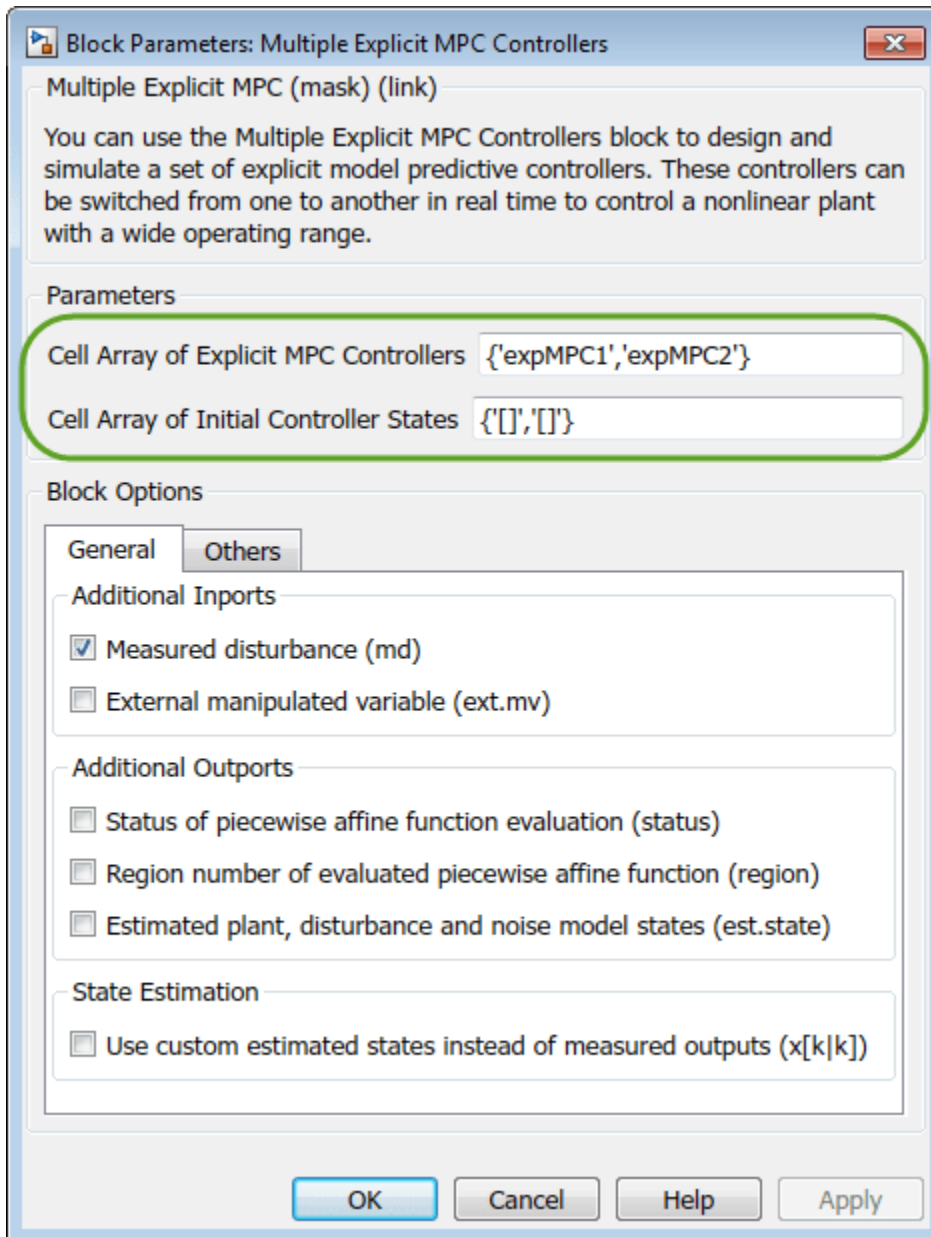 Block Parameters: Multiple Explicit MPC Controllers
Multiple Explicit MPC (mask) (link)
You can use the Multiple Explicit MPC Controllers block to design and
simulate a set of explicit model predictive controllers. These controllers can
be switched from one to another in real time to control a nonlinear plant
with a wide operating range.
Parameters
Cell Array of Explicit MPC Controllers {'expMPC1','expMPC2'}
Cell Array of Initial Controller States {'[]','[]'}
Block Options
General Others
Additional Inports
Measured disturbance (md)
External manipulated variable (ext.mv)
Additional Outports
Status of piecewise affine function evaluation (status)
Region number of evaluated piecewise affine function (region)
Estimated plant, disturbance and noise model states (est.state)
State Estimation
Use custom estimated states instead of measured outputs (x[k|k])
OK Cancel Help Apply